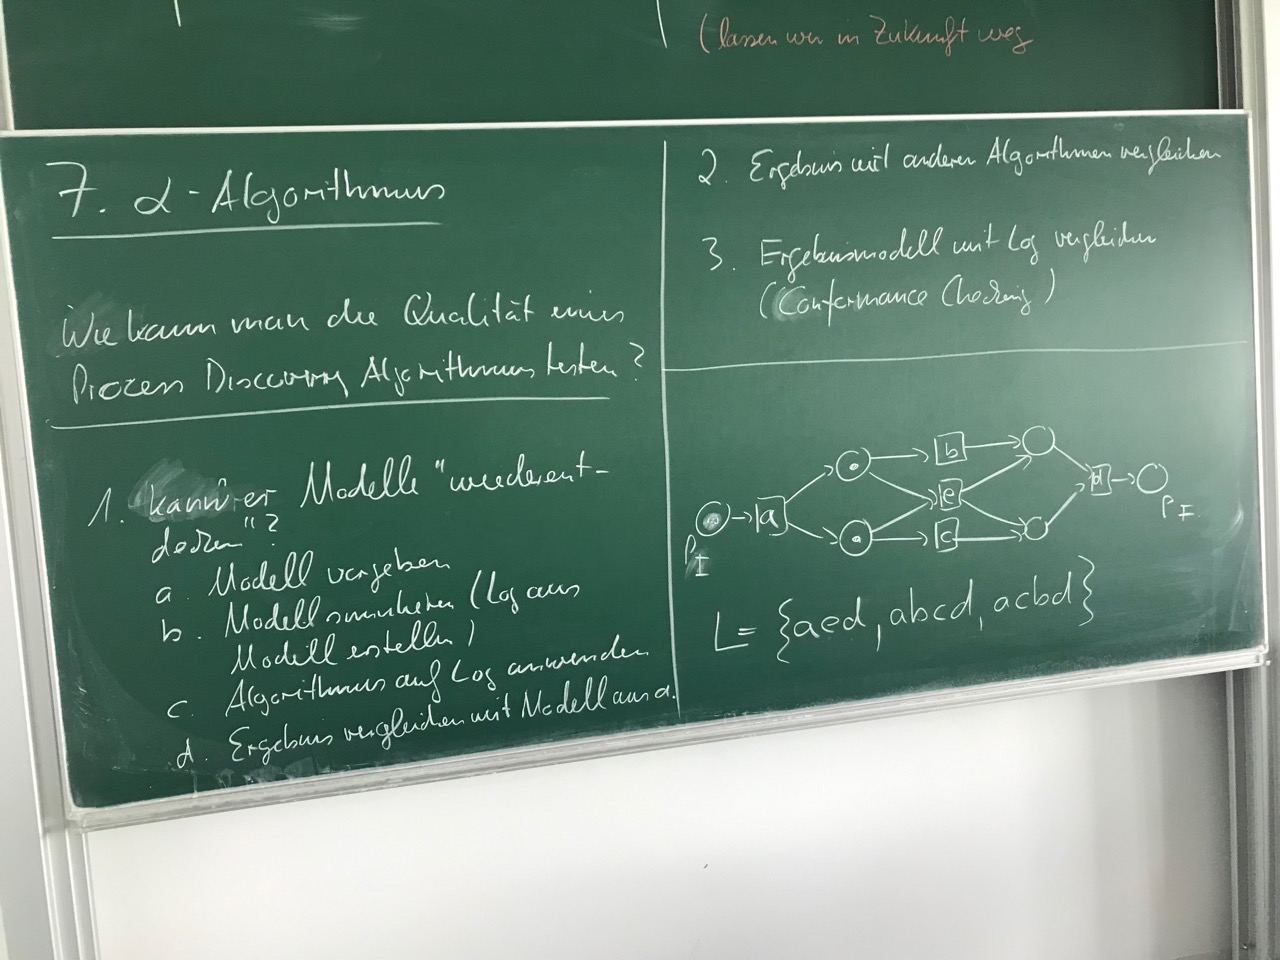 (lassen wir in Zukunft weg
7. α-Algorithmus
Wie kann man die Qualität eines
Prozess Discovery Algorithmus testen?
1. kann er Modelle "wiederent-
decken"?
a. Modell vorgeben
b. Modell simulieren (Log aus
Modell erstellen)
c. Algorithmus auf Log anwenden
d. Ergebnis vergleichen mit Modell aus a.
2. Ergebnis mit anderen Algorithmen vergleichen
3. Ergebnismodell mit Log vergleichen
(Conformance Checking)
b
a e d
c
P_I P_F
L = {aed, abcd, acbd}